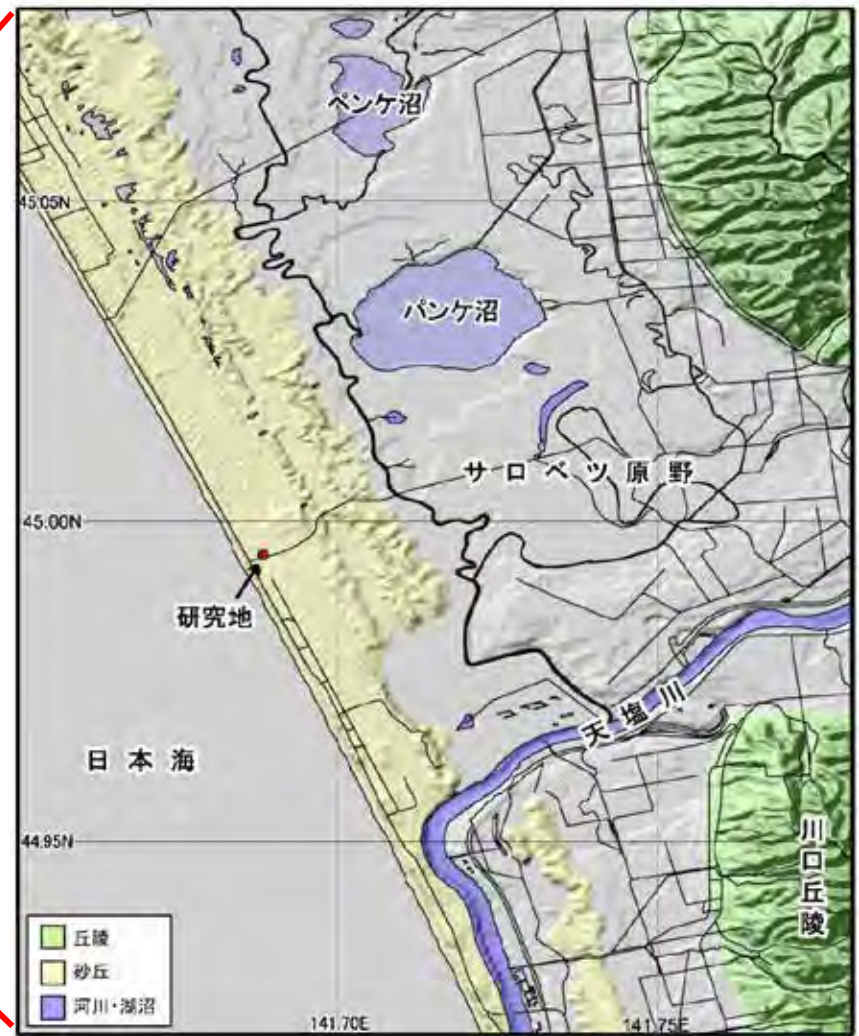 ペンケ沼
45.05N
パンケ沼
サロベツ原野
45.00N
研究地
天塩川
日本海
44.95N
川口丘陵
丘陵
砂丘
河川・湖沼
141.70E
141.75E